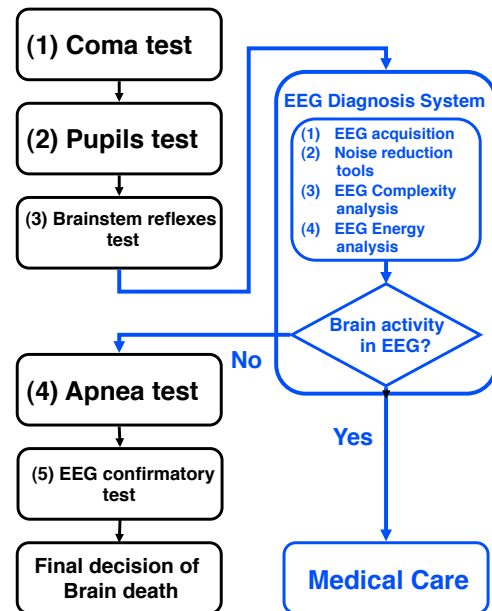 (1) Coma test
(2) Pupils test
(3) Brainstem reflexes
test
EEG Diagnosis System
(1) EEG acquisition
(2) Noise reduction
tools
(3) EEG Complexity
analysis
(4) EEG Energy
analysis
Brain activity
in EEG?
No
Yes
(4) Apnea test
(5) EEG confirmatory
test
Final decision of
Brain death
Medical Care